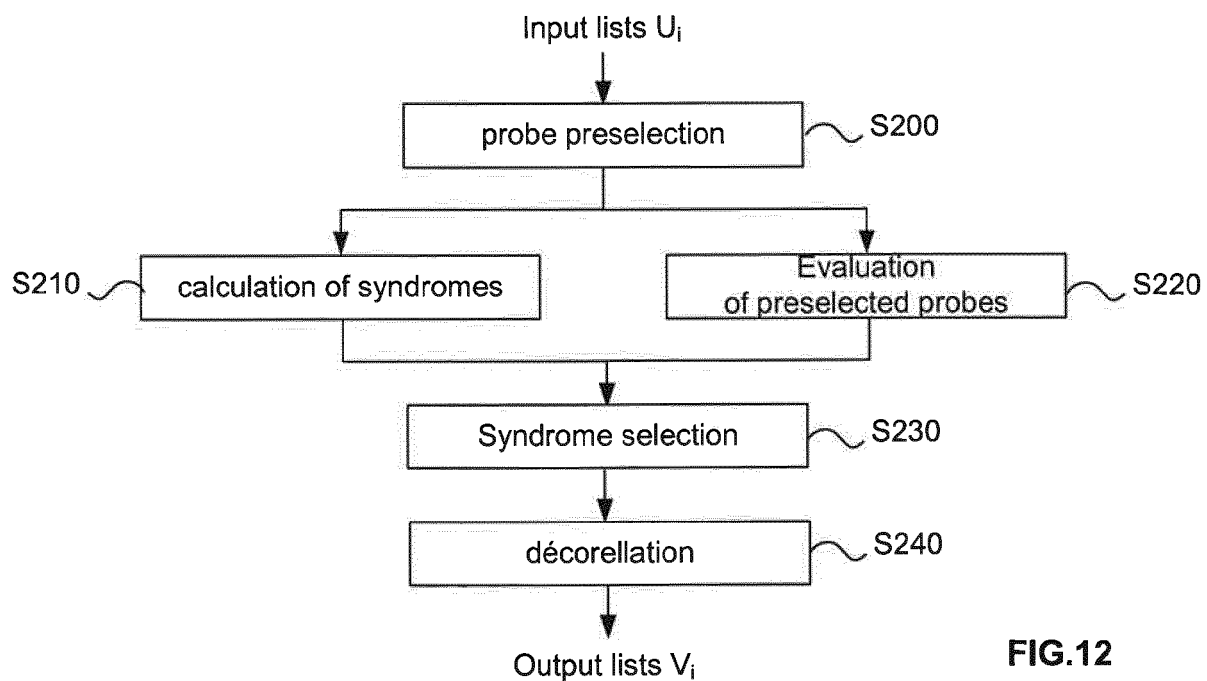 Input lists Uᵢ
probe preselection
S200
S210
calculation of syndromes
Evaluation
of preselected probes
S220
Syndrome selection
S230
décorellation
S240
Output lists Vᵢ
FIG.12